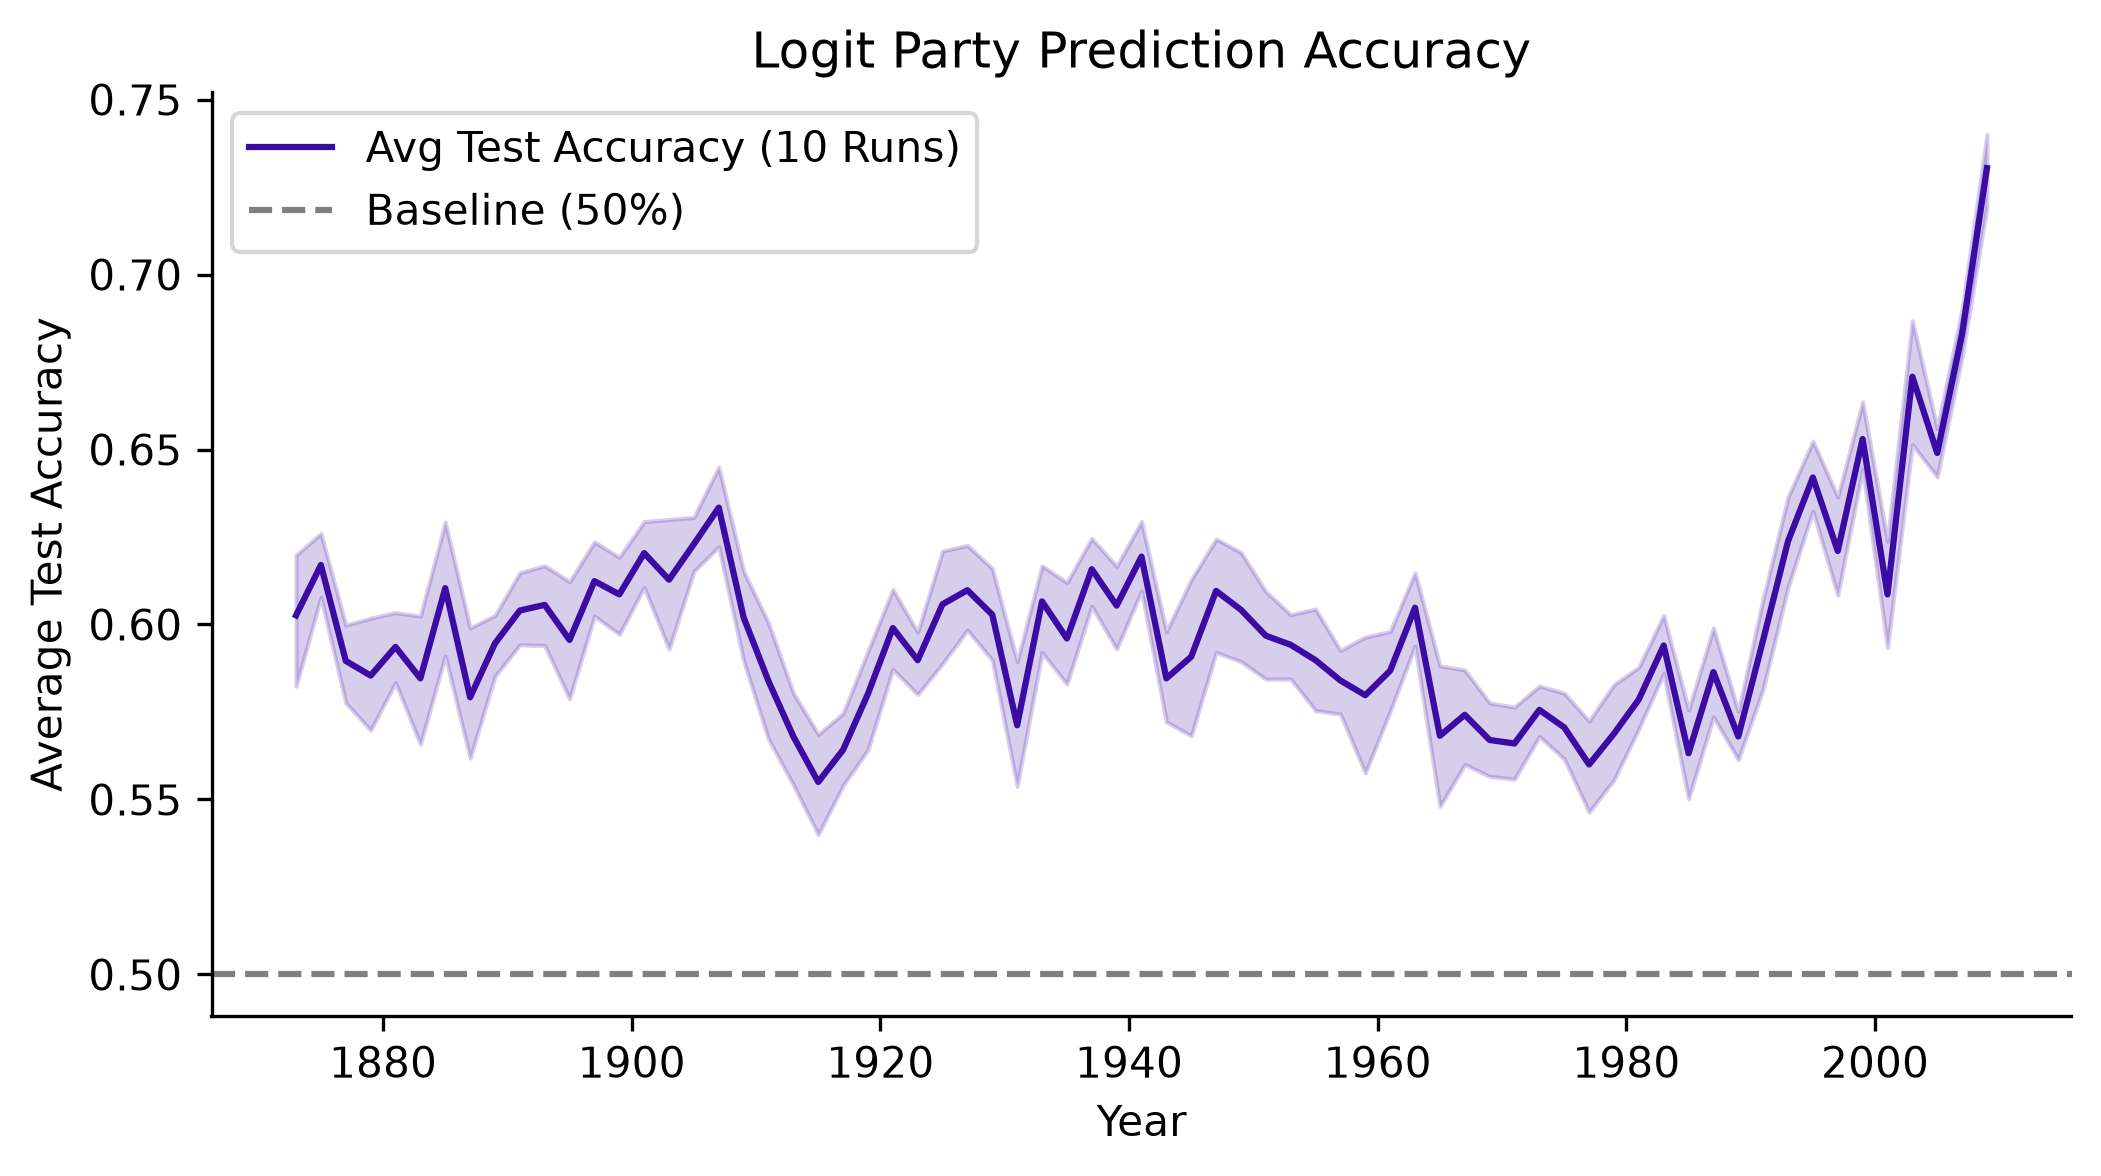 Logit Party Prediction Accuracy
Avg Test Accuracy (10 Runs)
Baseline (50%)
Average Test Accuracy
0.75
0.70
0.65
0.60
0.55
0.50
1880 1900 1920 1940 1960 1980 2000
Year